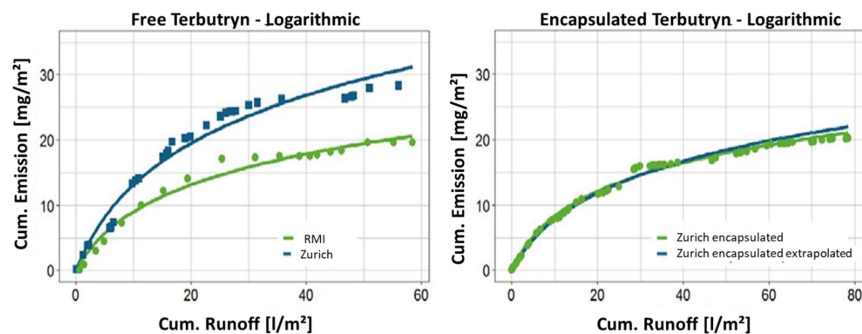 Free Terbutryn - Logarithmic
Cum. Emission [mg/m²]
30
20
10
0
RMI
Zurich
0
20
40
60
Cum. Runoff [l/m²]
Encapsulated Terbutryn - Logarithmic
Cum. Emission [mg/m²]
30
20
10
0
Zurich encapsulated
Zurich encapsulated extrapolated
0
20
40
60
80
Cum. Runoff [l/m²]